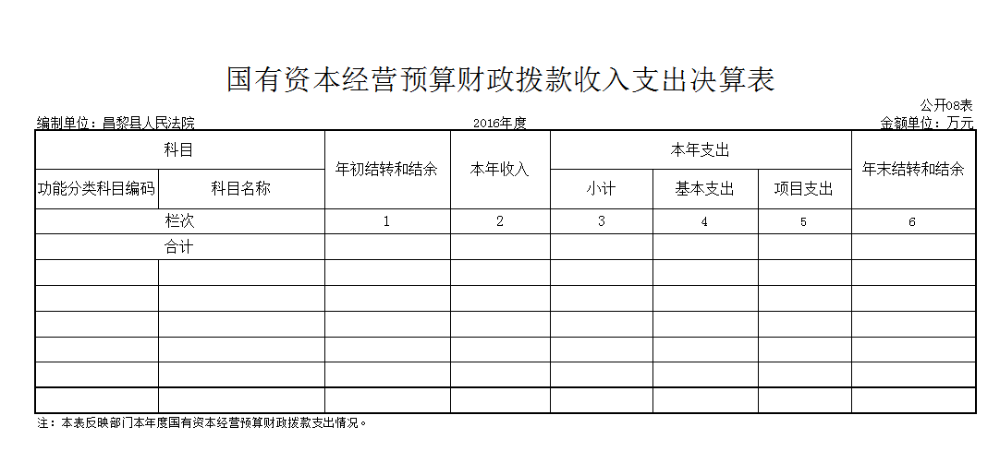 国有资本经营预算财政拨款收入支出决算表
公开08表
编制单位：昌黎县人民法院 2016年度 金额单位：万元
科目 年初结转和结余 本年收入 本年支出 年末结转和结余
功能分类科目编码 科目名称 小计 基本支出 项目支出
栏次 1 2 3 4 5 6
合计
注：本表反映部门本年度国有资本经营预算财政拨款支出情况。